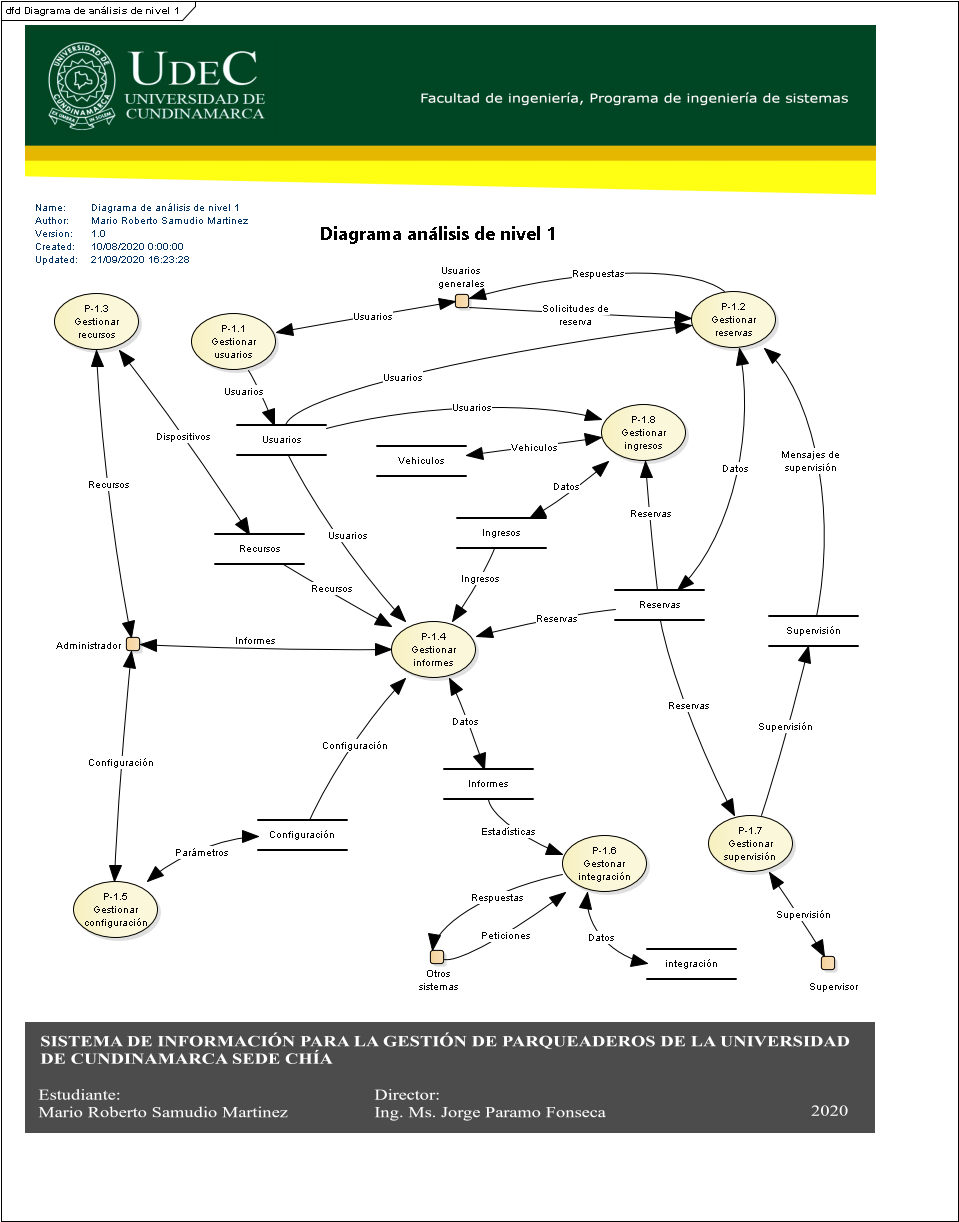 dfd Diagrama de análisis de nivel 1
UNIVERSIDAD DE CUNDINAMARCA
UDEC
UNIVERSIDAD DE
CUNDINAMARCA
Facultad de ingeniería, Programa de ingeniería de sistemas
Name: Diagrama de análisis de nivel 1
Author: Mario Roberto Samudio Martinez
Version: 1.0
Created: 10/08/2020 0:00:00
Updated: 21/09/2020 16:23:28
Diagrama análisis de nivel 1
Usuarios
generales
Respuestas
P-1.3
Gestionar
recursos
P-1.1
Gestionar
usuarios
Usuarios
Solicitudes de
reserva
P-1.2
Gestionar
reservas
Usuarios
Usuarios
Usuarios
Usuarios
P-1.8
Gestionar
ingresos
Dispositivos
Vehiculos
Vehiculos
Mensajes de
supervisión
Datos
Recursos
Datos
Reservas
Usuarios
Ingresos
Recursos
Recursos
Ingresos
Reservas
Reservas
Supervisión
Administrador
Informes
P-1.4
Gestionar
informes
Reservas
Datos
Supervisión
Configuración
Configuración
Informes
Estadísticas
Configuración
Parámetros
P-1.7
Gestionar
supervisión
P-1.6
Gestonar
integración
P-1.5
Gestionar
configuración
Respuestas
Peticiones
Datos
Supervisión
integración
Otros
sistemas
Supervisor
SISTEMA DE INFORMACIÓN PARA LA GESTIÓN DE PARQUEADEROS DE LA UNIVERSIDAD
DE CUNDINAMARCA SEDE CHÍA
Estudiante:
Mario Roberto Samudio Martinez
Director:
Ing. Ms. Jorge Paramo Fonseca
2020